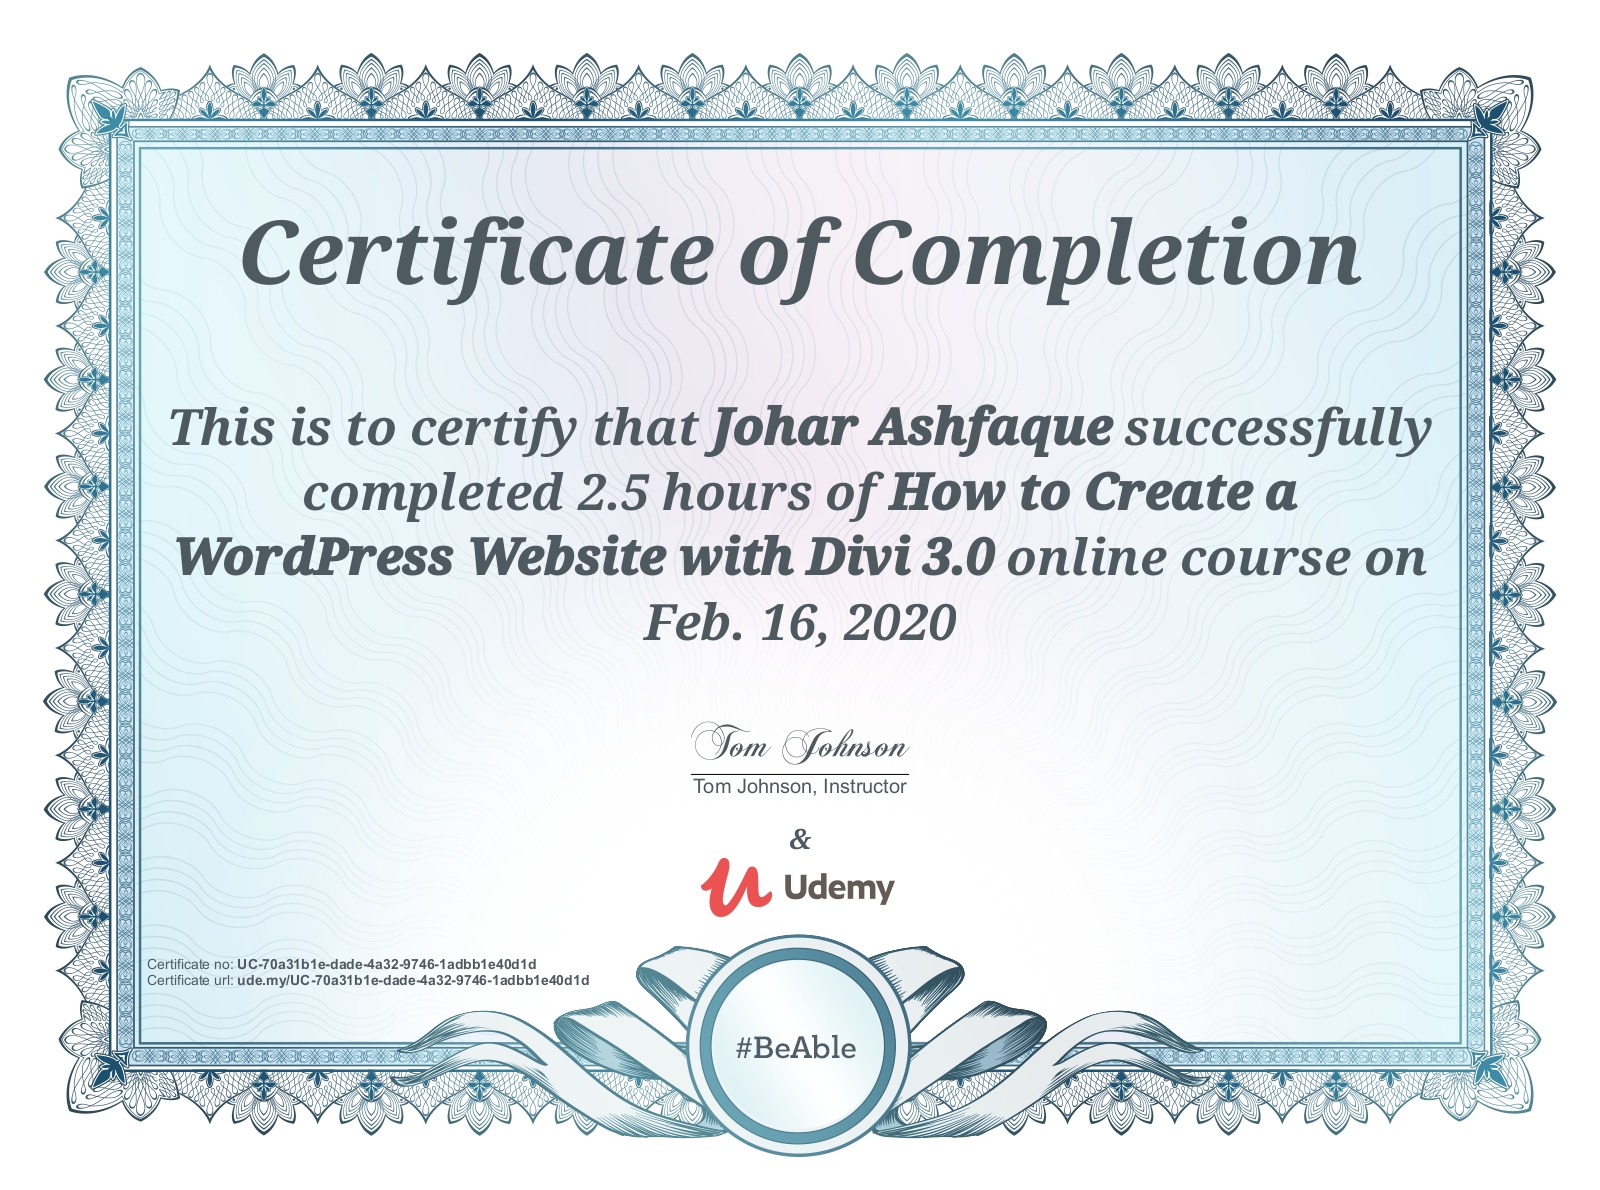 Certificate of Completion
This is to certify that Johar Ashfaque successfully
completed 2.5 hours of How to Create a
WordPress Website with Divi 3.0 online course on
Feb. 16, 2020
Tom Johnson
Tom Johnson, Instructor
&
Udemy
Certificate no: UC-70a31b1e-dade-4a32-9746-1adbb1e40d1d
Certificate url: ude.my/UC-70a31b1e-dade-4a32-9746-1adbb1e40d1d
#BeAble